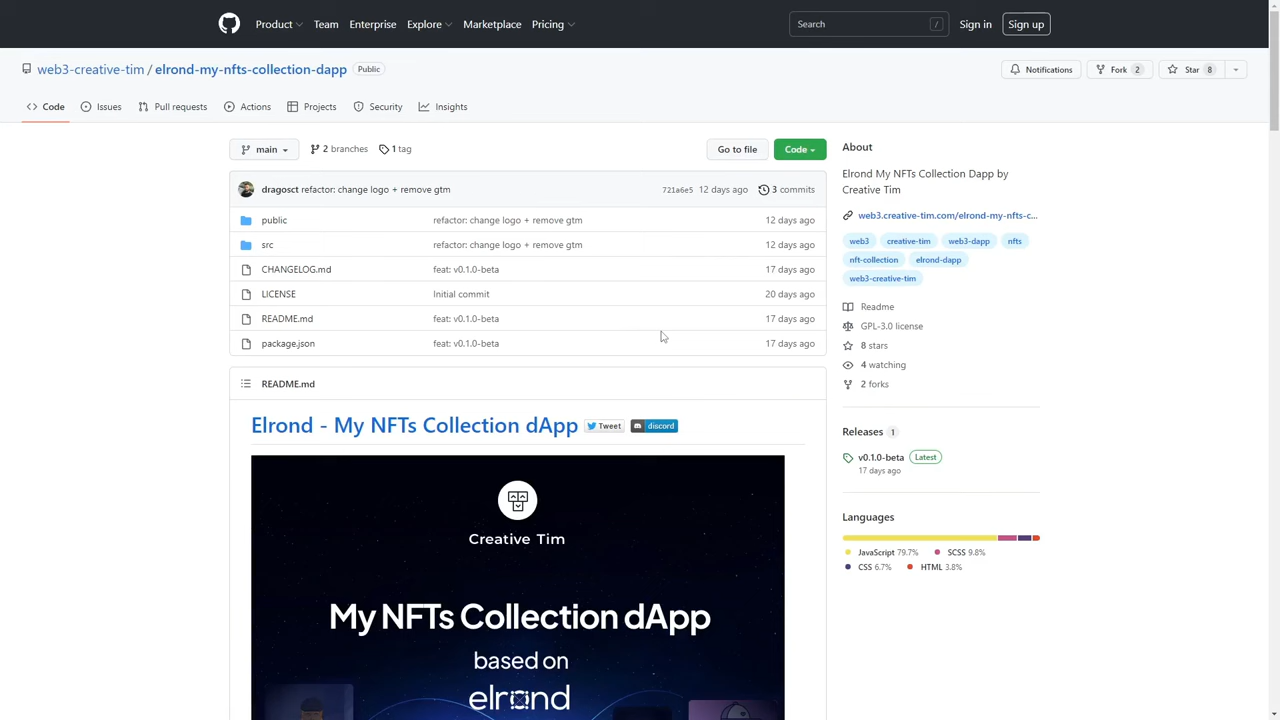 Product Team Enterprise Explore Marketplace Pricing Search / Sign in Sign up
web3-creative-tim / elrond-my-nfts-collection-dapp Public Notifications Fork 2 Star 8
Code Issues Pull requests Actions Projects Security Insights
main 2 branches 1 tag Go to file Code
dragosct refactor: change logo + remove gtm 721a6e5 12 days ago 3 commits
public refactor: change logo + remove gtm 12 days ago
src refactor: change logo + remove gtm 12 days ago
CHANGELOG.md feat: v0.1.0-beta 17 days ago
LICENSE Initial commit 20 days ago
README.md feat: v0.1.0-beta 17 days ago
package.json feat: v0.1.0-beta 17 days ago
README.md
Elrond - My NFTs Collection dApp Tweet discord
Creative Tim
My NFTs Collection dApp
based on
elrond
About
Elrond My NFTs Collection Dapp by
Creative Tim
web3.creative-tim.com/elrond-my-nfts-c...
web3 creative-tim web3-dapp nfts
nft-collection elrond-dapp
web3-creative-tim
Readme
GPL-3.0 license
8 stars
4 watching
2 forks
Releases 1
v0.1.0-beta Latest
17 days ago
Languages
JavaScript 79.7% SCSS 9.8%
CSS 6.7% HTML 3.8%